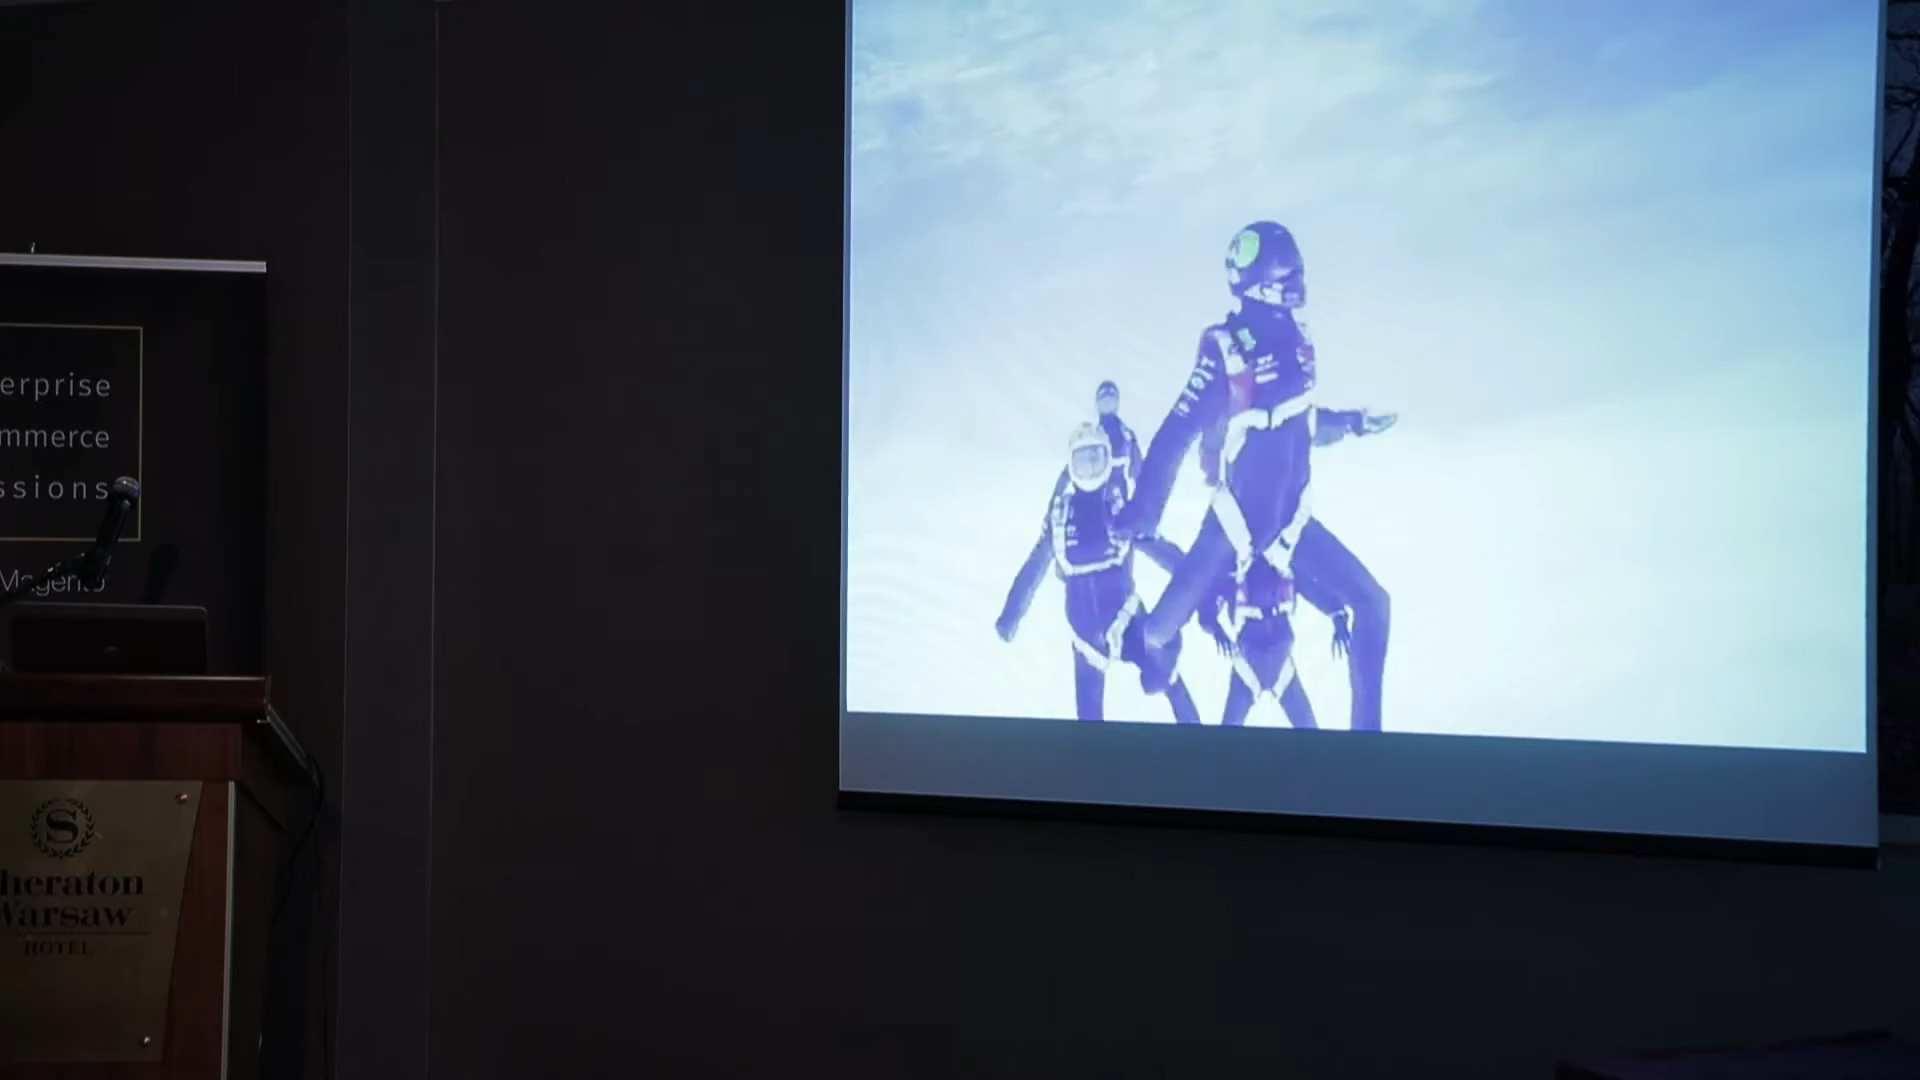 erprise
mmerce
ssions
Magento
S
heraton
Warsaw
HOTEL